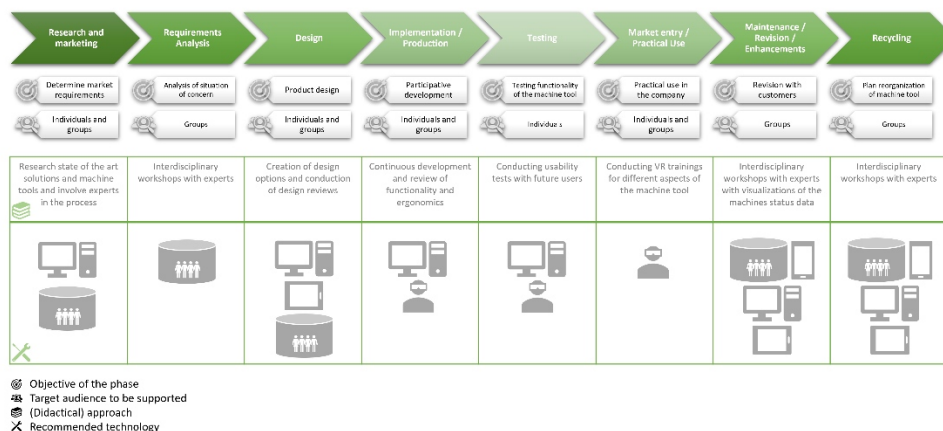 Research and
marketing
Requirements
Analysis
Design
Implementation /
Production
Testing
Market entry /
Practical Use
Maintenance /
Revision /
Enhancements
Recycling
Determine market
requirements
Analysis of situation
of concern
Product design
Participative
development
Testing functionality
of the machine tool
Practical use in
the company
Revision with
customers
Plan reorganization
of machine tool
Individuals and
groups
Groups
Individuals and
groups
Individuals and
groups
Individuals
Individuals and
groups
Groups
Groups
Research state of the art
solutions and machine
tools and involve experts
in the process
Interdisciplinary
workshops with experts
Creation of design
options and conduction
of design reviews
Continuous development
and review of
functionality and
ergonomics
Conducting usability
tests with future users
Conducting VR trainings
for different aspects of
the machine tool
Interdisciplinary
workshops with experts
with visualizations of the
machines status data
Interdisciplinary
workshops with experts
Objective of the phase
Target audience to be supported
(Didactical) approach
Recommended technology